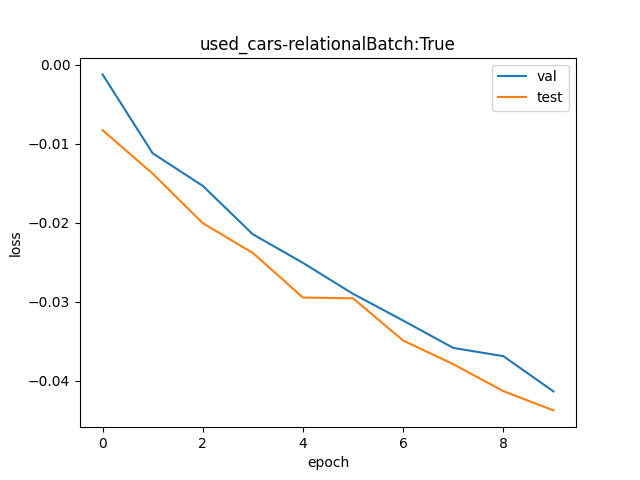 used_cars-relationalBatch:True
val
test
loss
0.00
−0.01
−0.02
−0.03
−0.04
0 2 4 6 8
epoch